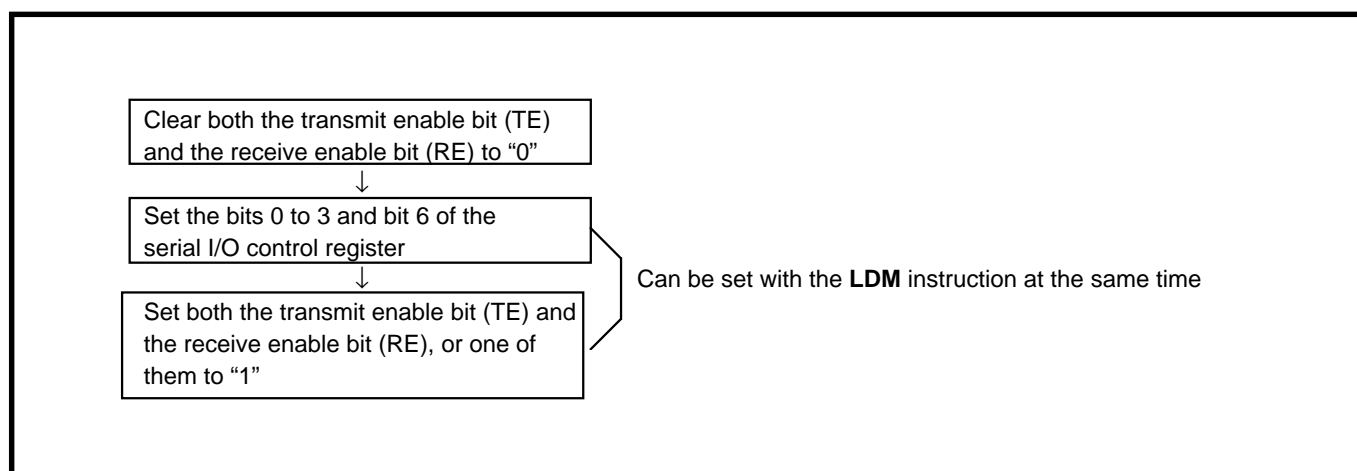 Clear both the transmit enable bit (TE)
and the receive enable bit (RE) to “0”
↓
Set the bits 0 to 3 and bit 6 of the
serial I/O control register
↓
Can be set with the LDM instruction at the same time
Set both the transmit enable bit (TE) and
the receive enable bit (RE), or one of
them to “1”